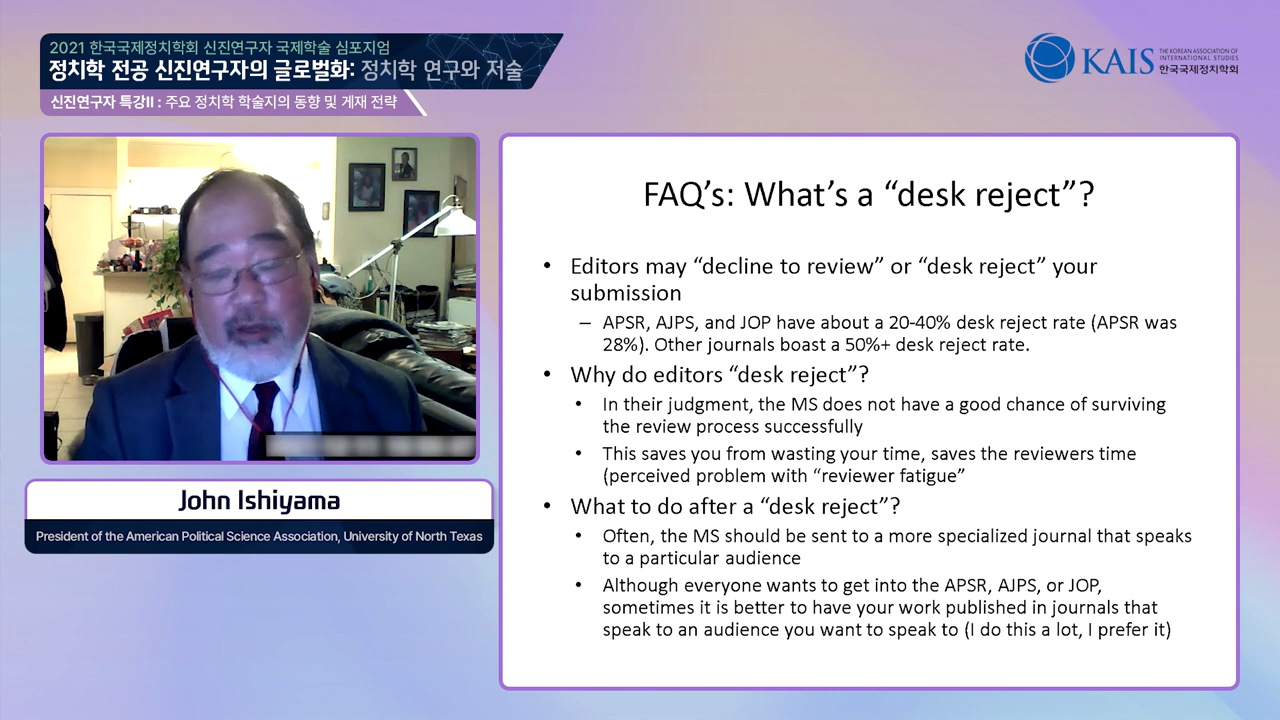 2021 한국국제정치학회 신진연구자 국제학술 심포지엄
정치학 전공 신진연구자의 글로벌화: 정치학 연구와 저술
신진연구자 특강II : 주요 정치학 학술지의 동향 및 게재 전략
KAIS
THE KOREAN ASSOCIATION OF
INTERNATIONAL STUDIES
한국국제정치학회
John Ishiyama
President of the American Political Science Association, University of North Texas
FAQ’s: What’s a “desk reject”?
• Editors may “decline to review” or “desk reject” your
submission
– APSR, AJPS, and JOP have about a 20-40% desk reject rate (APSR was
28%). Other journals boast a 50%+ desk reject rate.
• Why do editors “desk reject”?
• In their judgment, the MS does not have a good chance of surviving
the review process successfully
• This saves you from wasting your time, saves the reviewers time
(perceived problem with “reviewer fatigue”
• What to do after a “desk reject”?
• Often, the MS should be sent to a more specialized journal that speaks
to a particular audience
• Although everyone wants to get into the APSR, AJPS, or JOP,
sometimes it is better to have your work published in journals that
speak to an audience you want to speak to (I do this a lot, I prefer it)